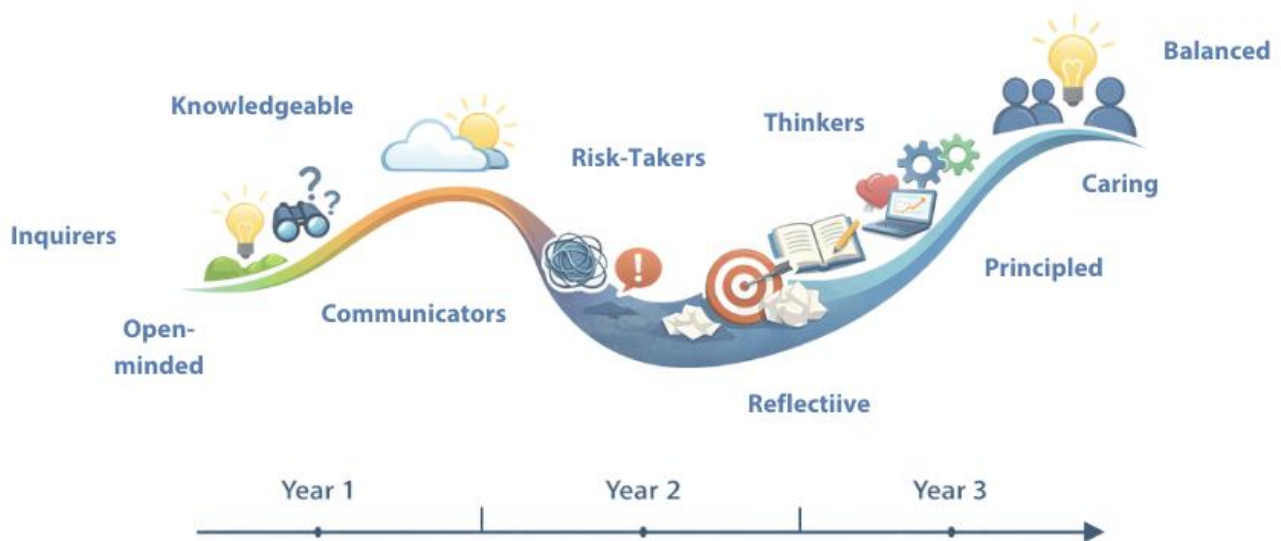 Balanced
Knowledgeable
Thinkers
Risk-Takers
Caring
Inquirers
Principled
Communicators
Open-
minded
Reflectiive
Year 1
Year 2
Year 3
? ?
!